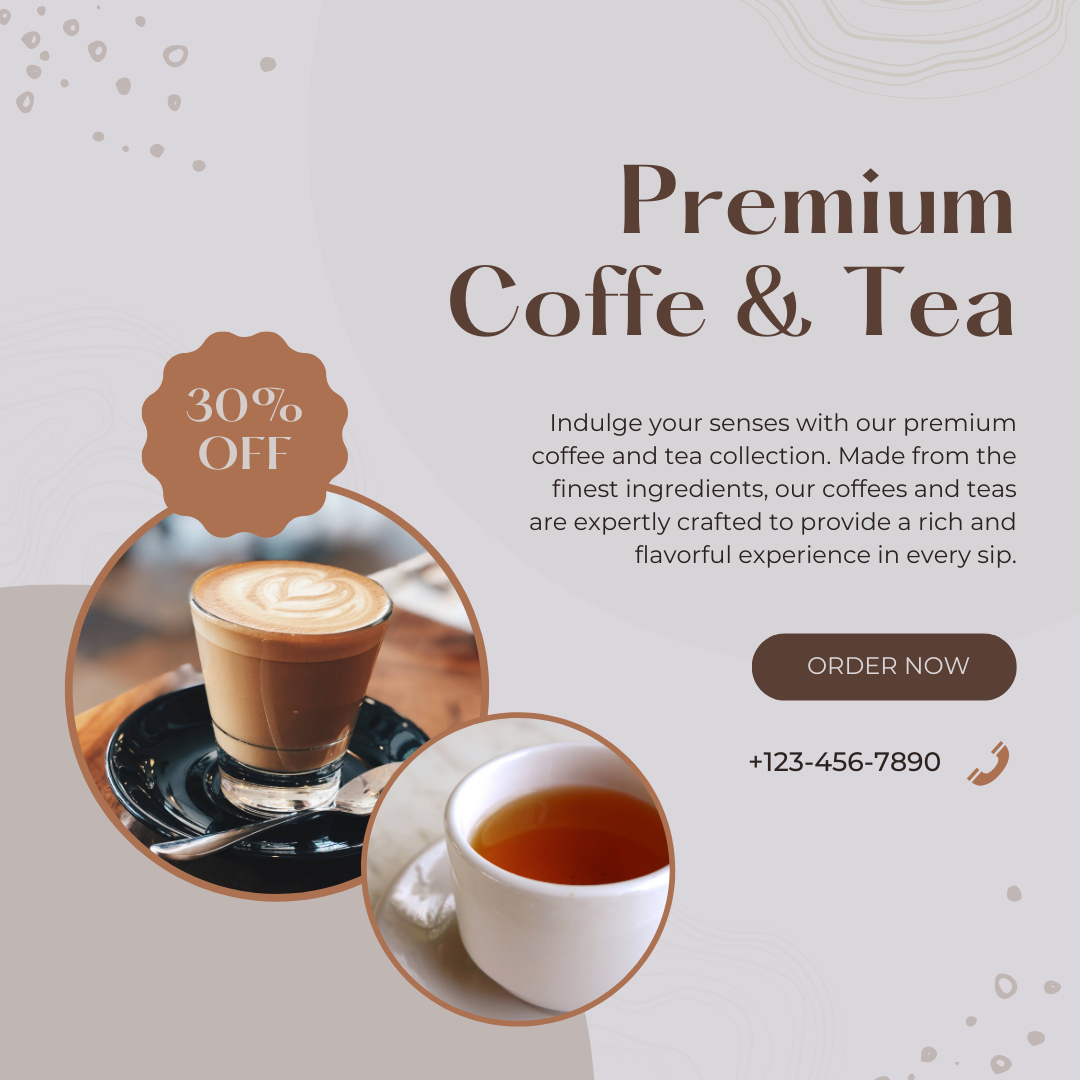 Premium
Coffe & Tea
30%
OFF
Indulge your senses with our premium
coffee and tea collection. Made from the
finest ingredients, our coffees and teas
are expertly crafted to provide a rich and
flavorful experience in every sip.
ORDER NOW
+123-456-7890